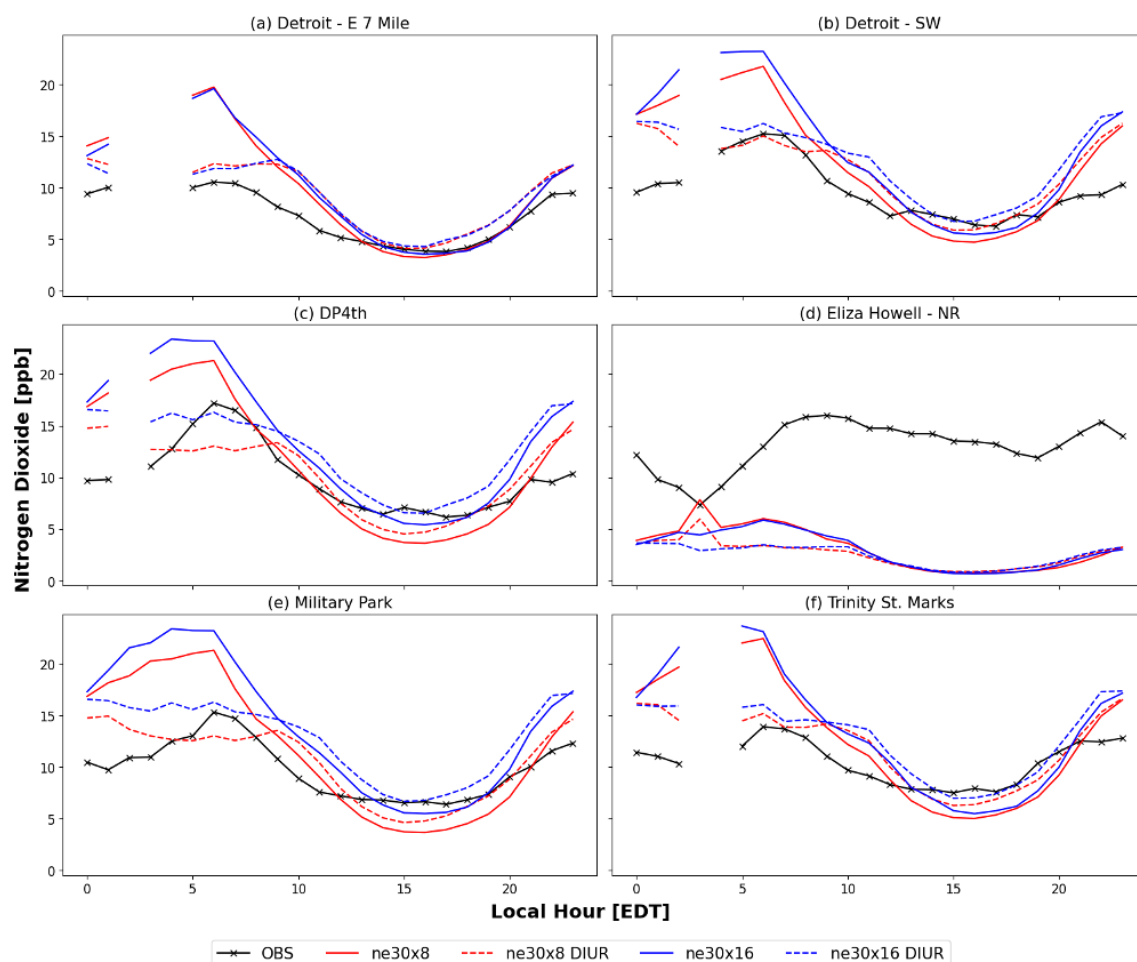 (a) Detroit - E 7 Mile
(b) Detroit - SW
20
15
10
5
0
(c) DP4th
(d) Eliza Howell - NR
20
15
10
5
0
Nitrogen Dioxide [ppb]
(e) Military Park
(f) Trinity St. Marks
20
15
10
5
0
0 5 10 15 20
0 5 10 15 20
Local Hour [EDT]
OBS ne30x8 ne30x8 DIUR ne30x16 ne30x16 DIUR